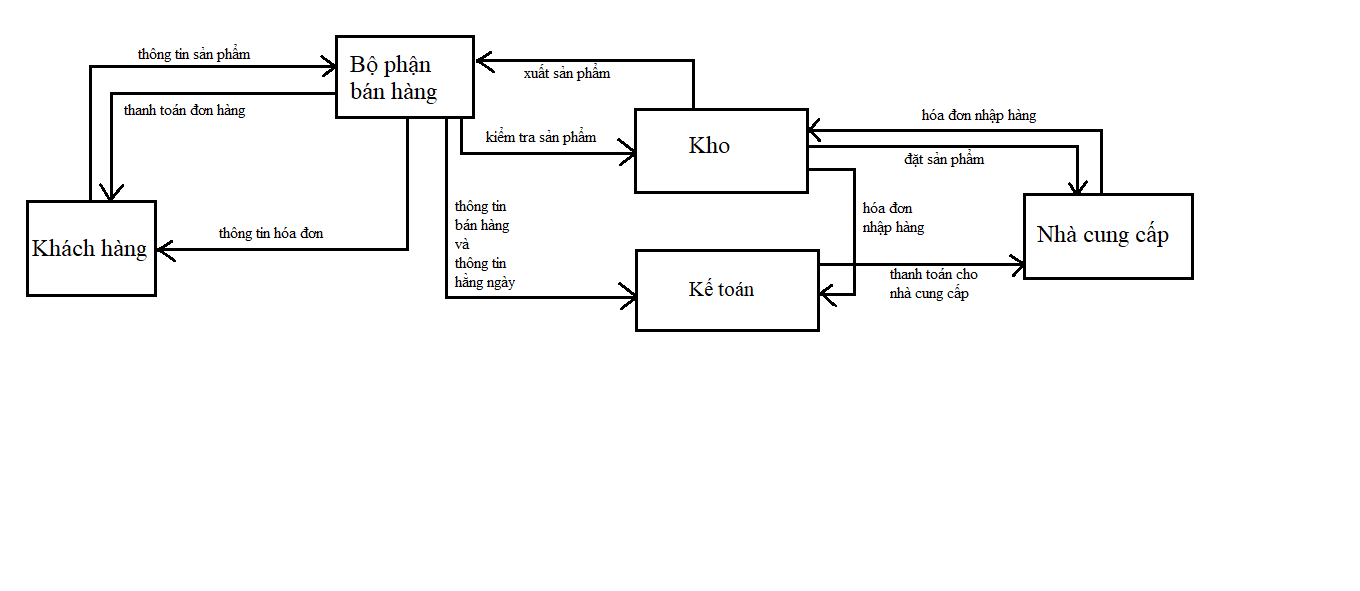 thông tin sản phẩm
Bộ phận
bán hàng
xuất sản phẩm
thanh toán đơn hàng
kiểm tra sản phẩm
Kho
hóa đơn nhập hàng
đặt sản phẩm
Khách hàng
thông tin hóa đơn
thông tin
bán hàng
và
thông tin
hằng ngày
hóa đơn
nhập hàng
Nhà cung cấp
Kế toán
thanh toán cho
nhà cung cấp